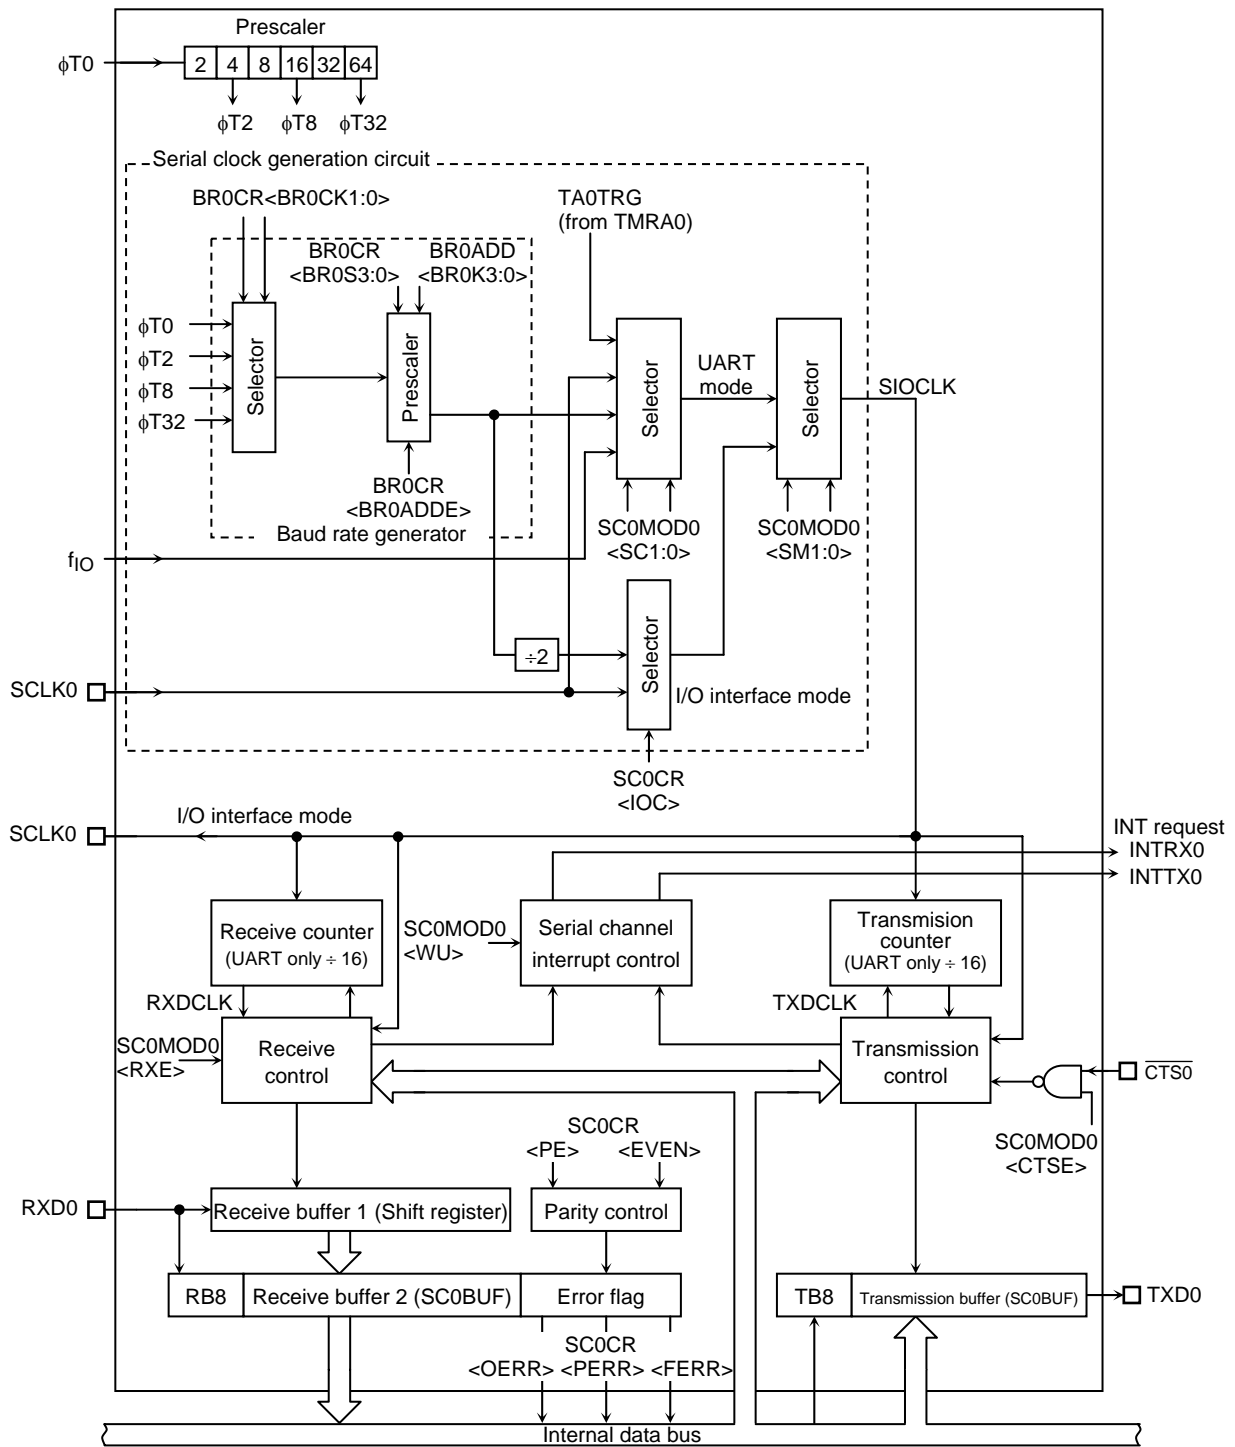 Prescaler
ϕT0
2 4 8 16 32 64
ϕT2 ϕT8 ϕT32
Serial clock generation circuit
BR0CR<BR0CK1:0>
TA0TRG
(from TMRA0)
BR0CR
<BR0S3:0>
BR0ADD
<BR0K3:0>
ϕT0
ϕT2
ϕT8
ϕT32
Selector
Prescaler
Selector
UART
mode
Selector
SIOCLK
BR0CR
<BR0ADDE>
Baud rate generator
SC0MOD0
<SC1:0>
SC0MOD0
<SM1:0>
fIO
÷2
Selector
SCLK0
I/O interface mode
SC0CR
<IOC>
I/O interface mode
SCLK0
INT request
INTRX0
INTTX0
Receive counter
(UART only ÷ 16)
SC0MOD0
<WU>
Serial channel
interrupt control
Transmision
counter
(UART only ÷ 16)
RXDCLK
TXDCLK
SC0MOD0
<RXE>
Receive
control
Transmission
control
CTS0
SC0MOD0
<CTSE>
SC0CR
<PE> <EVEN>
RXD0
Receive buffer 1 (Shift register)
Parity control
RB8
Receive buffer 2 (SC0BUF)
Error flag
TB8
Transmission buffer (SC0BUF)
TXD0
SC0CR
<OERR> <PERR> <FERR>
Internal data bus